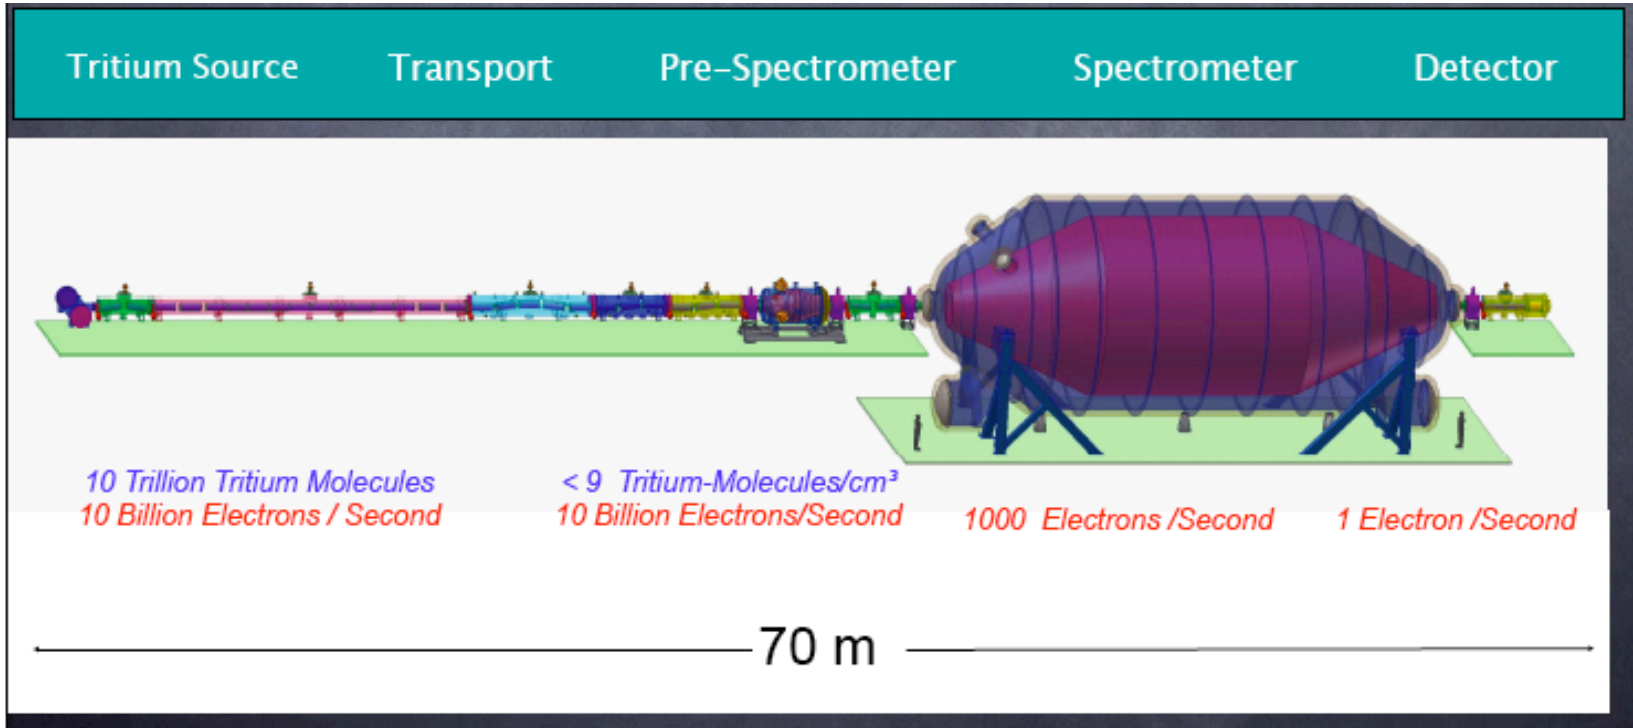 Tritium Source Transport Pre-Spectrometer Spectrometer Detector
10 Trillion Tritium Molecules < 9 Tritium-Molecules/cm³
10 Billion Electrons / Second 10 Billion Electrons/Second 1000 Electrons /Second 1 Electron /Second
70 m